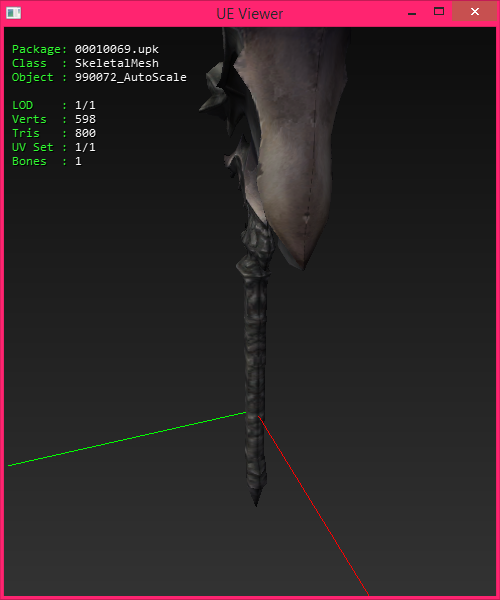 UE Viewer
Package: 00010069.upk
Class  : SkeletalMesh
Object : 990072_AutoScale
LOD    : 1/1
Verts  : 598
Tris   : 800
UV Set : 1/1
Bones  : 1